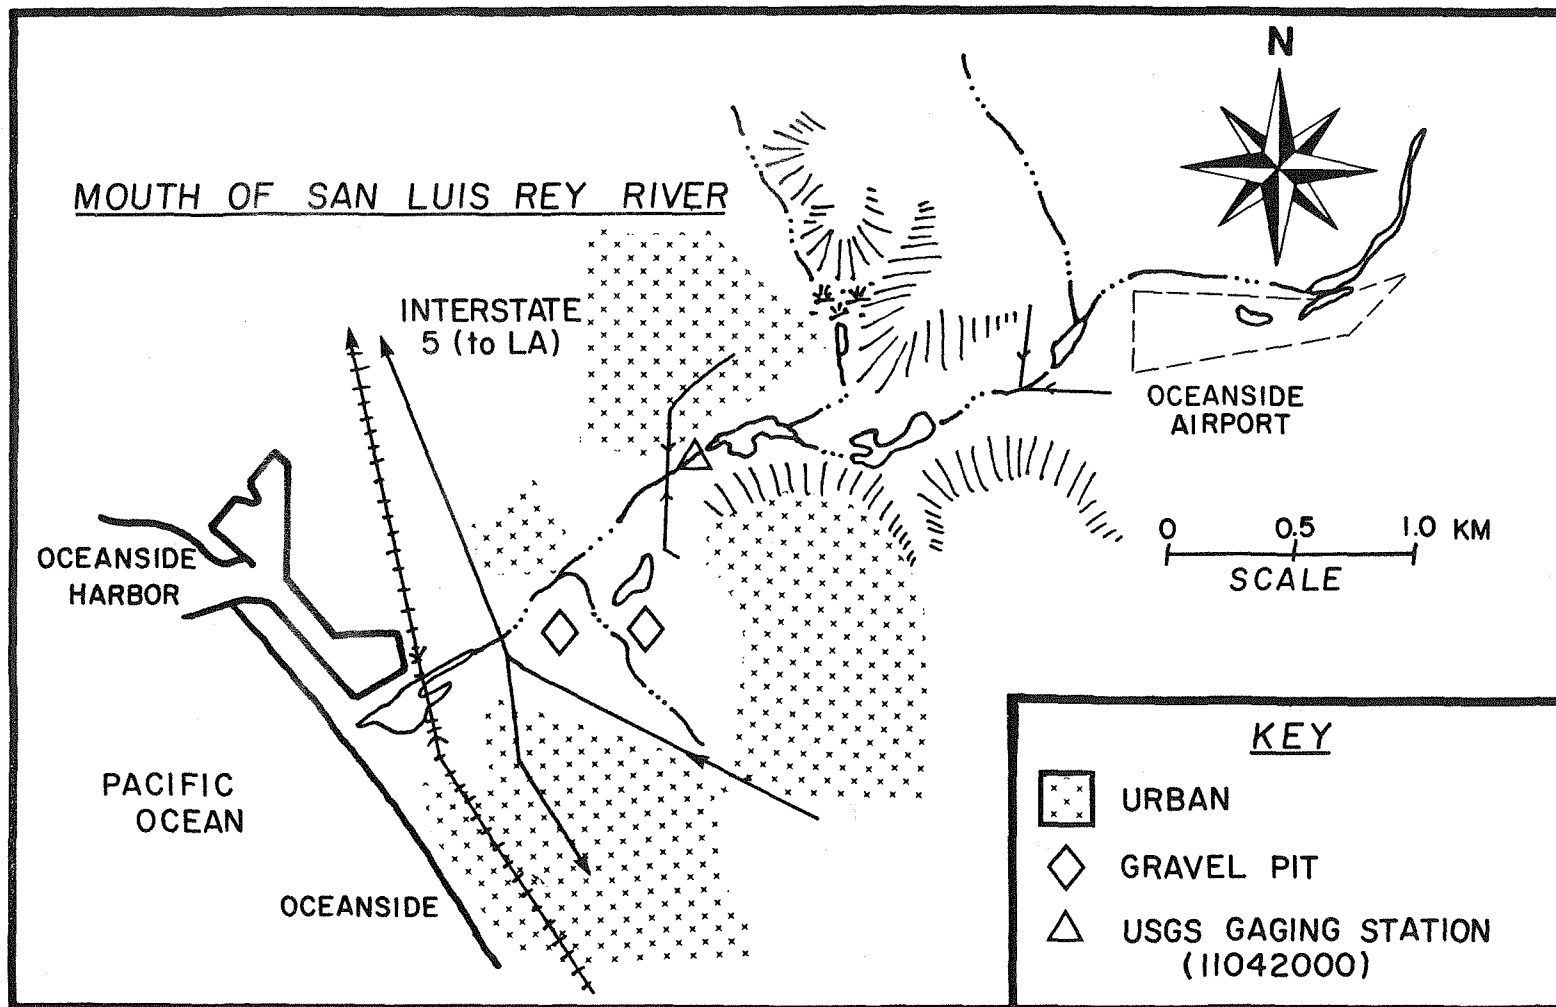 N
MOUTH OF SAN LUIS REY RIVER
INTERSTATE
5 (to LA)
OCEANSIDE
AIRPORT
0 0.5 1.0 KM
SCALE
OCEANSIDE
HARBOR
PACIFIC
OCEAN
OCEANSIDE
KEY
URBAN
GRAVEL PIT
USGS GAGING STATION
(11042000)